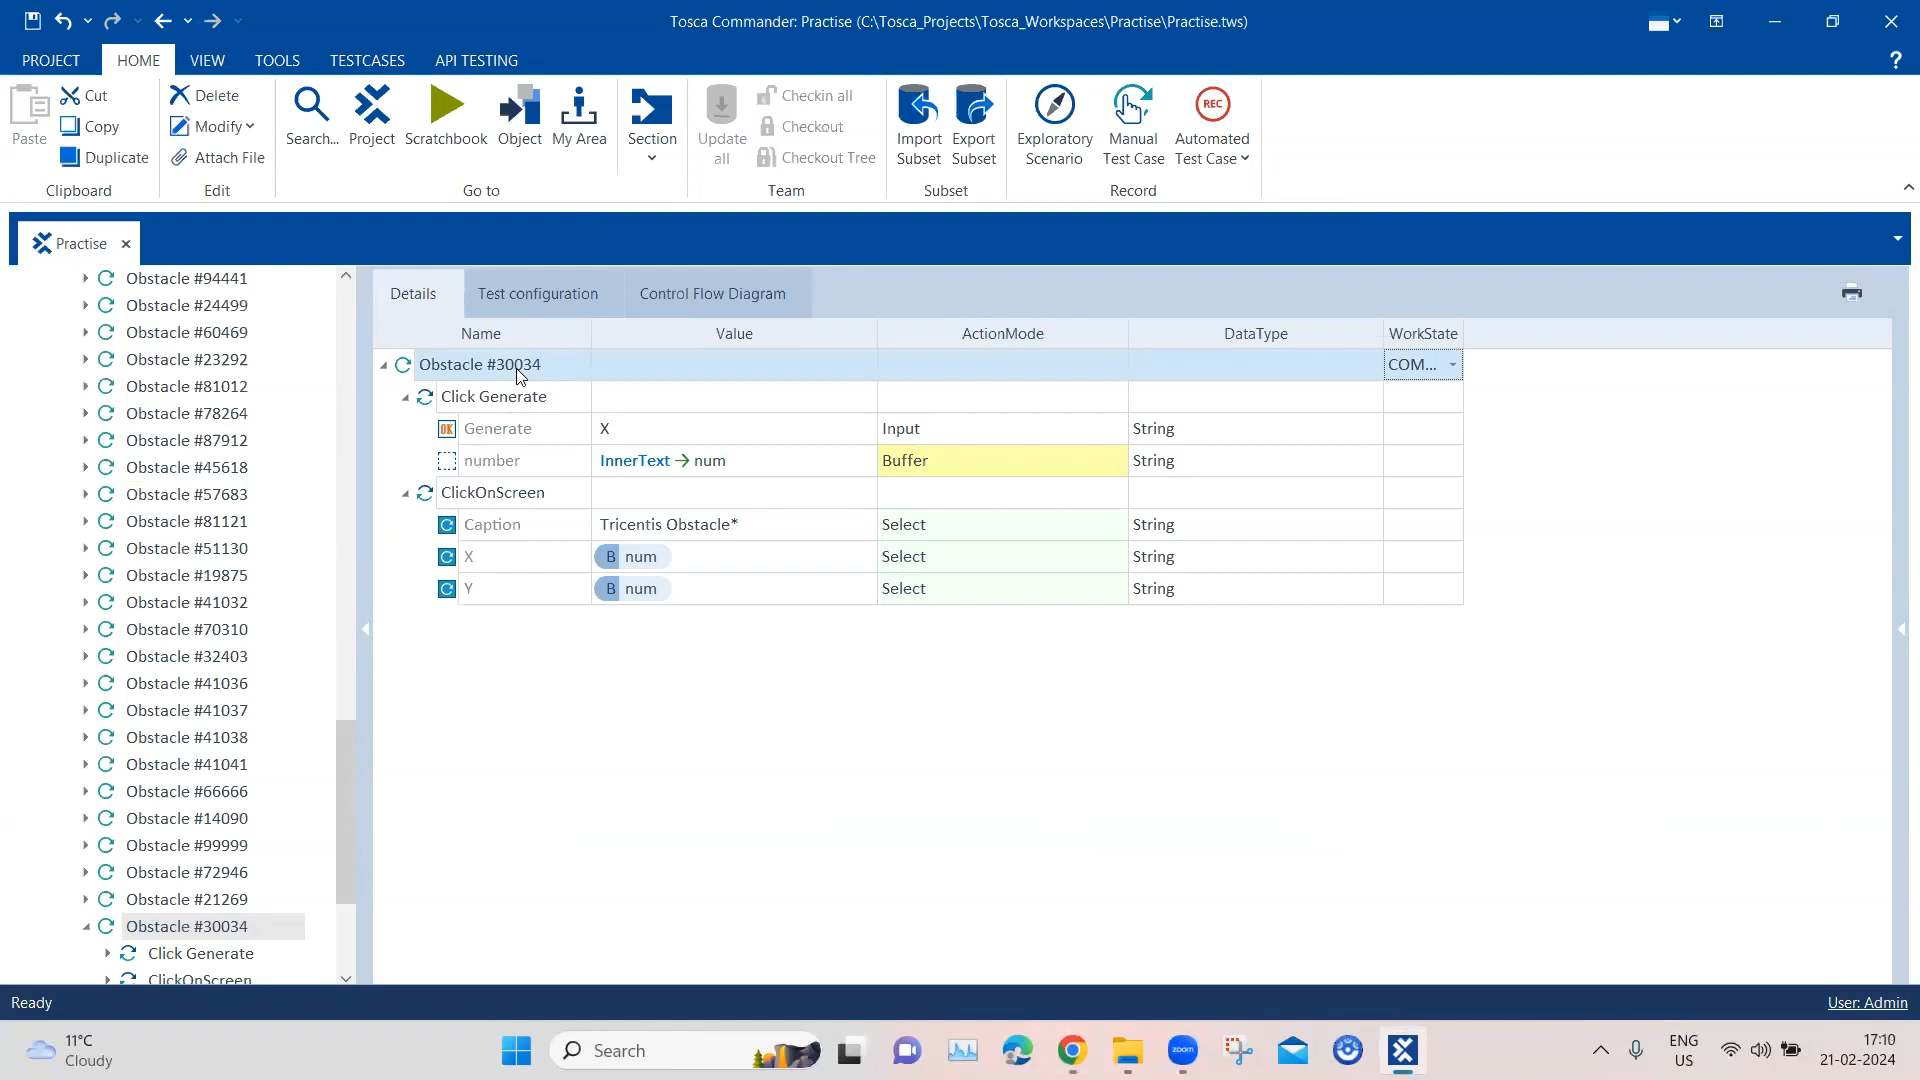 Tosca Commander: Practise (C:\Tosca_Projects\Tosca_Workspaces\Practise\Practise.tws)
PROJECT HOME VIEW TOOLS TESTCASES API TESTING ?
Paste Cut Copy Duplicate Clipboard
Delete Modify Attach File Edit
Search... Project Scratchbook Object My Area Section Go to
Update all Checkin all Checkout Checkout Tree Team
Import Subset Export Subset Subset
Exploratory Scenario Manual Test Case REC Automated Test Case Record
Practise
Obstacle #94441
Obstacle #24499
Obstacle #60469
Obstacle #23292
Obstacle #81012
Obstacle #78264
Obstacle #87912
Obstacle #45618
Obstacle #57683
Obstacle #81121
Obstacle #51130
Obstacle #19875
Obstacle #41032
Obstacle #70310
Obstacle #32403
Obstacle #41036
Obstacle #41037
Obstacle #41038
Obstacle #41041
Obstacle #66666
Obstacle #14090
Obstacle #99999
Obstacle #72946
Obstacle #21269
Obstacle #30034
Click Generate
ClickOnScreen
Details Test configuration Control Flow Diagram
Name Value ActionMode DataType WorkState
Obstacle #30034 COM...
Click Generate
OK Generate X Input String
number InnerText → num Buffer String
ClickOnScreen
Caption Tricentis Obstacle* Select String
X B num Select String
Y B num Select String
Ready User: Admin
11°C
Cloudy
Search
zoom
ENG
US
17:10
21-02-2024